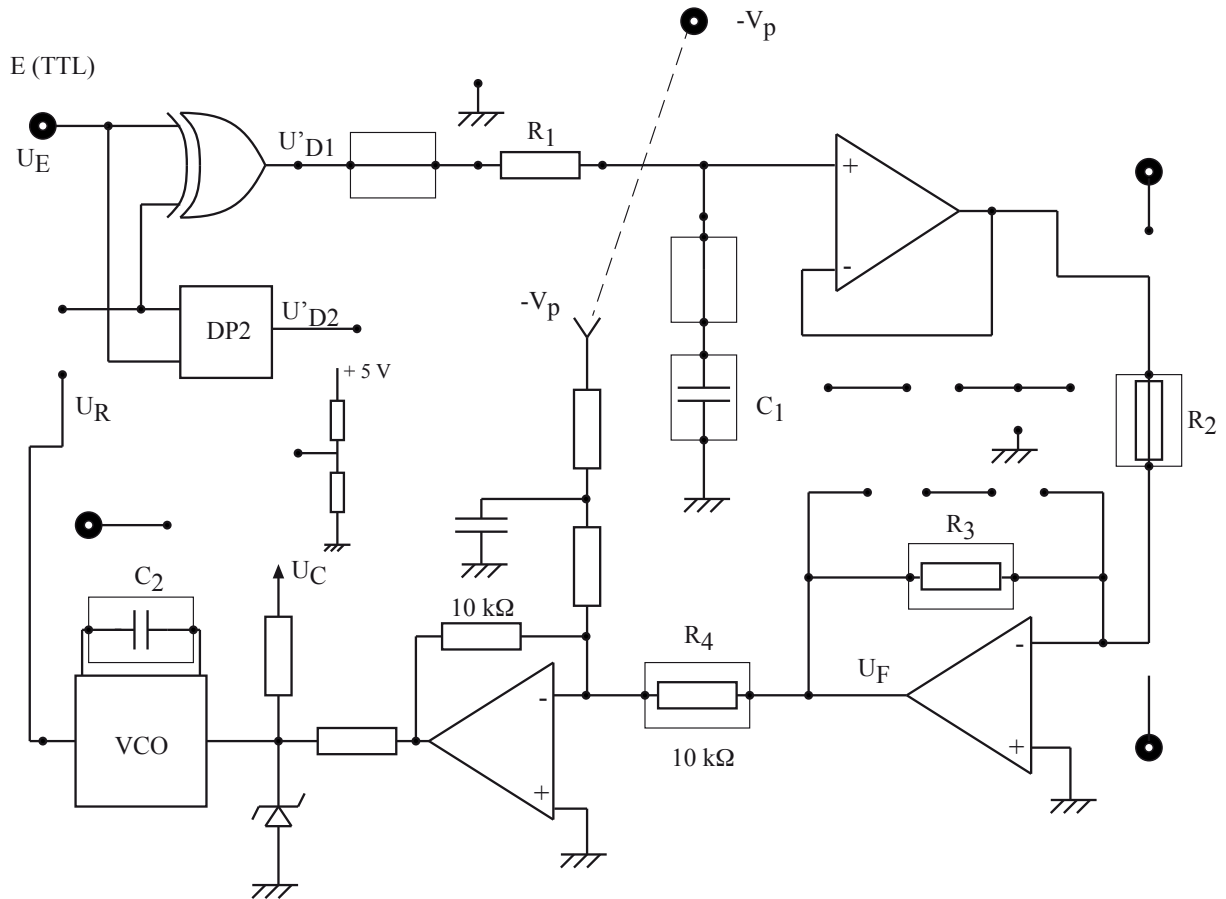 -Vp
E (TTL)
UE
U'D1
R1
+
-
-Vp
DP2
U'D2
+ 5 V
UR
C1
R2
R3
UC
C2
10 kΩ
R4
UF
-
+
VCO
-
+
10 kΩ